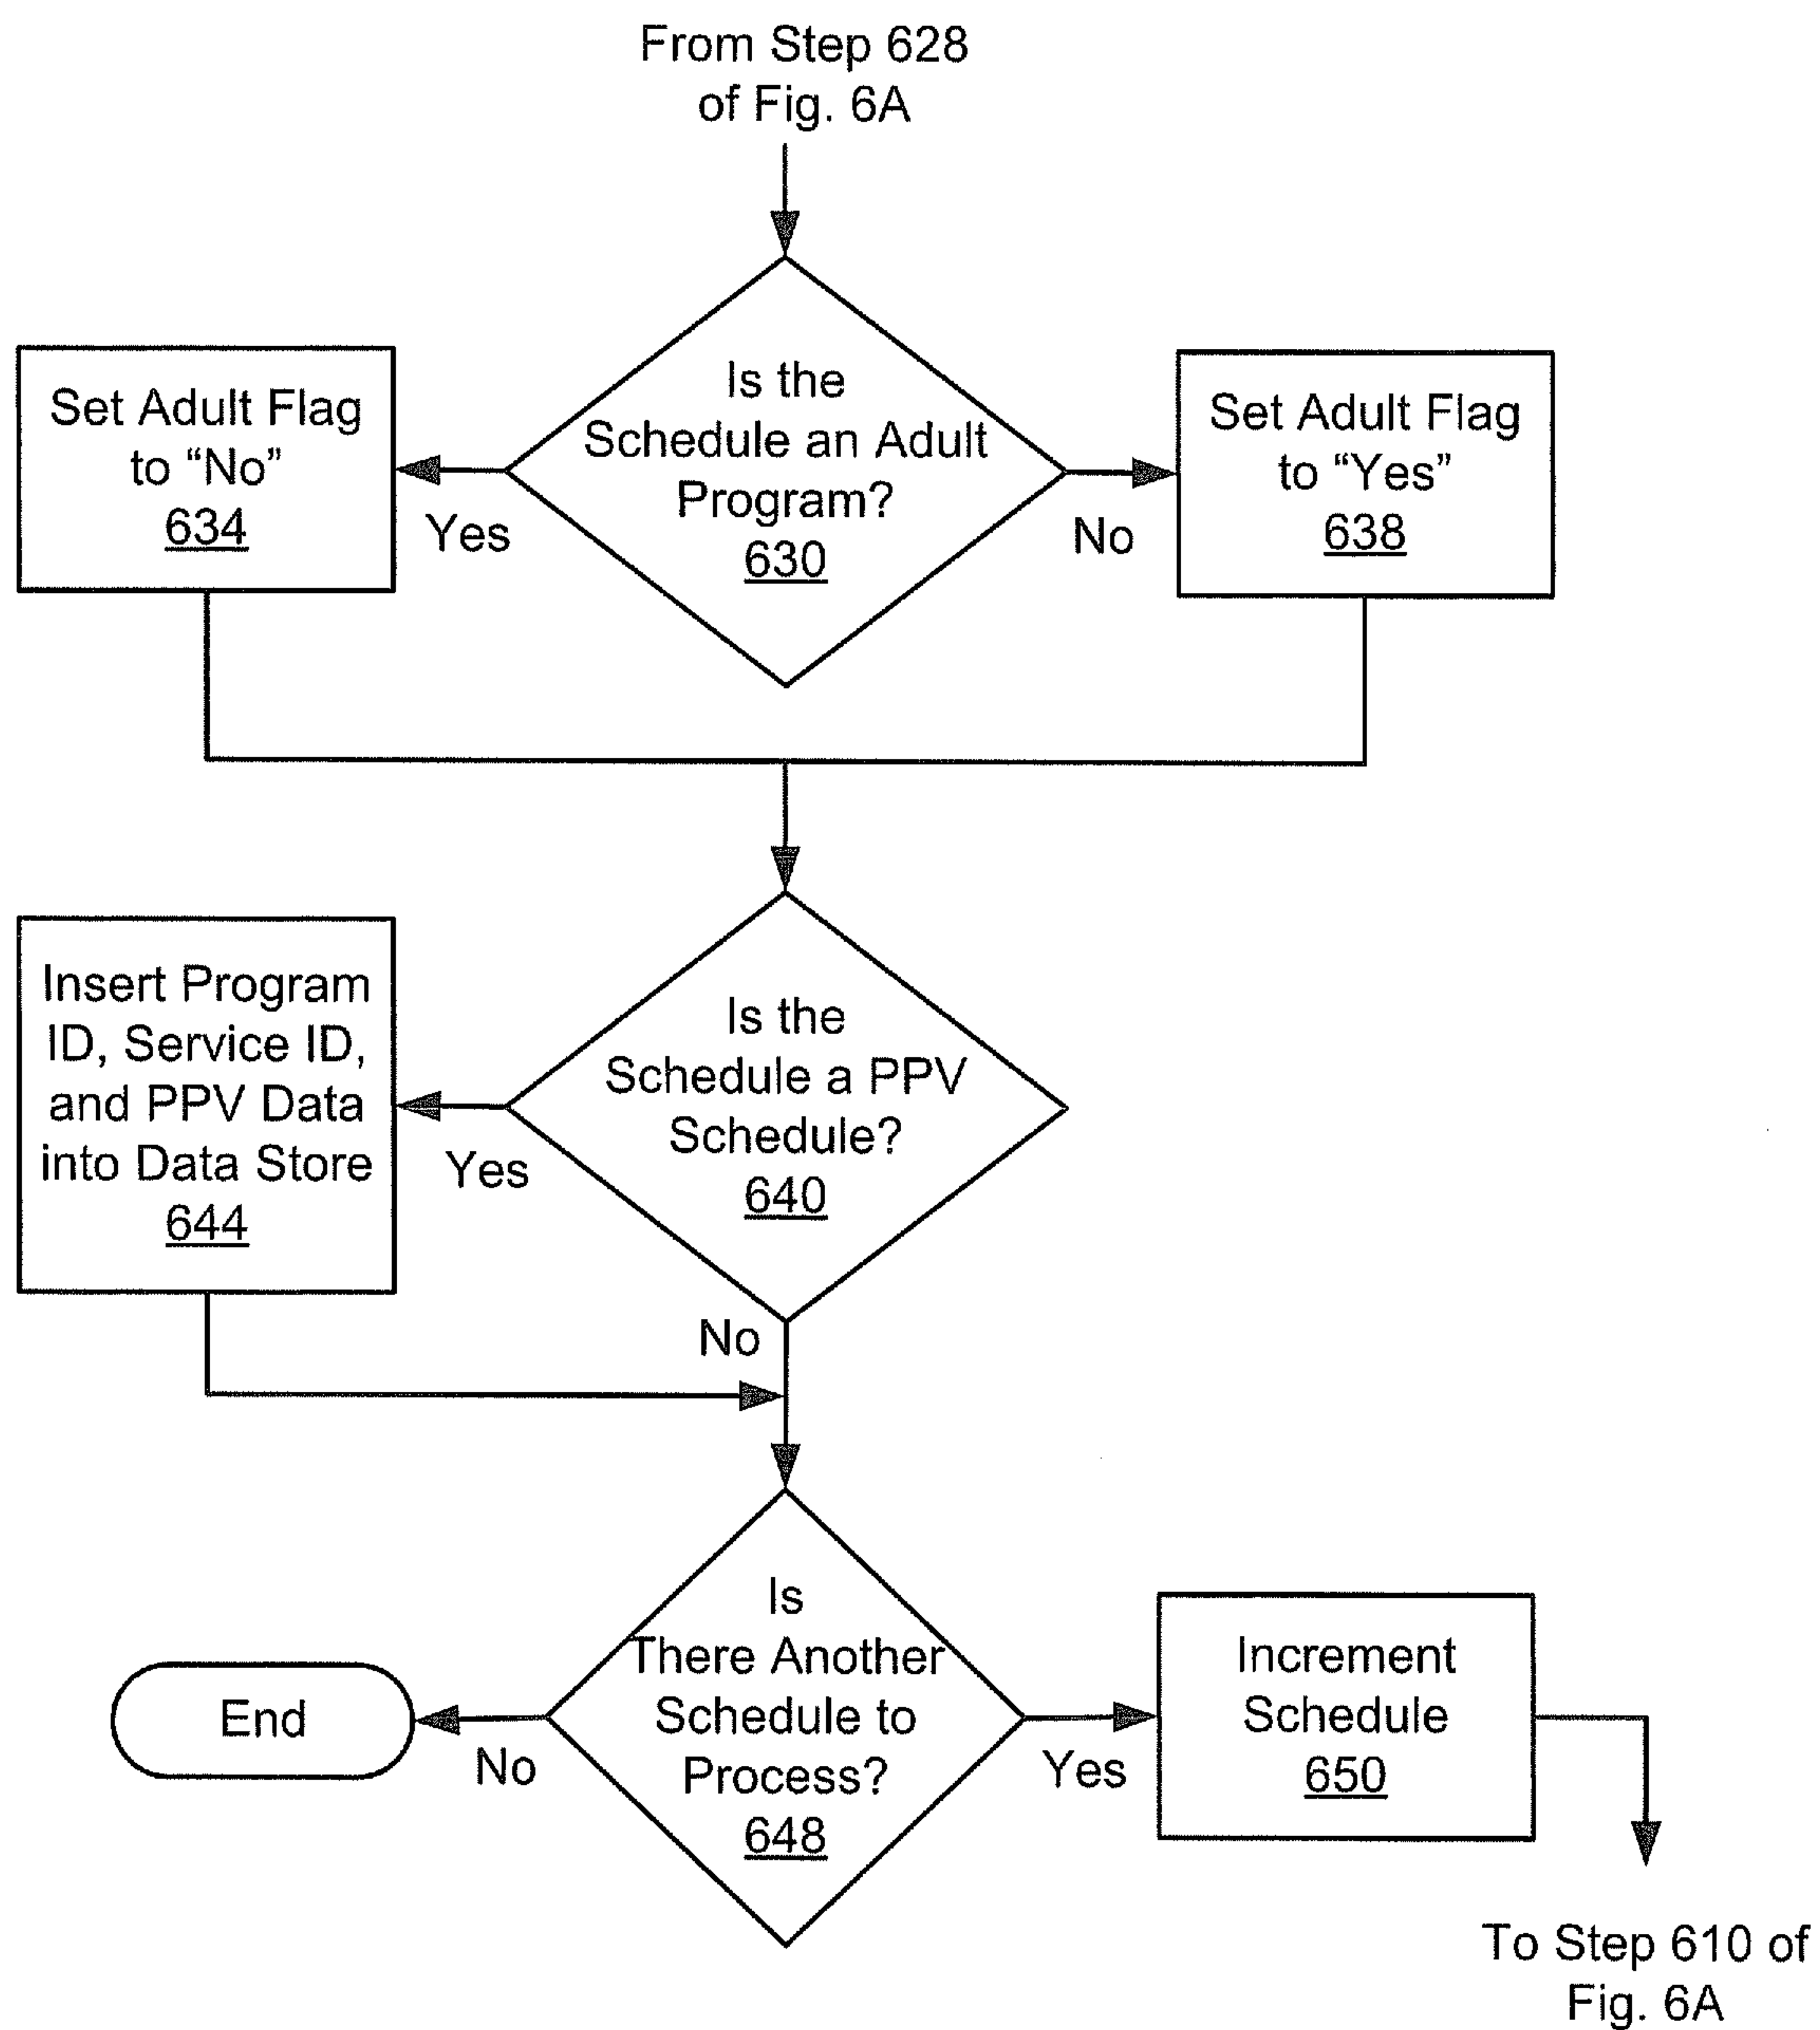 From Step 628
of Fig. 6A
Is the
Schedule an Adult
Program?
630
Set Adult Flag
to “No”
634
Yes
No
Set Adult Flag
to “Yes”
638
Is the
Schedule a PPV
Schedule?
640
Insert Program
ID, Service ID,
and PPV Data
into Data Store
644
Yes
No
Is
There Another
Schedule to
Process?
648
End
No
Yes
Increment
Schedule
650
To Step 610 of
Fig. 6A